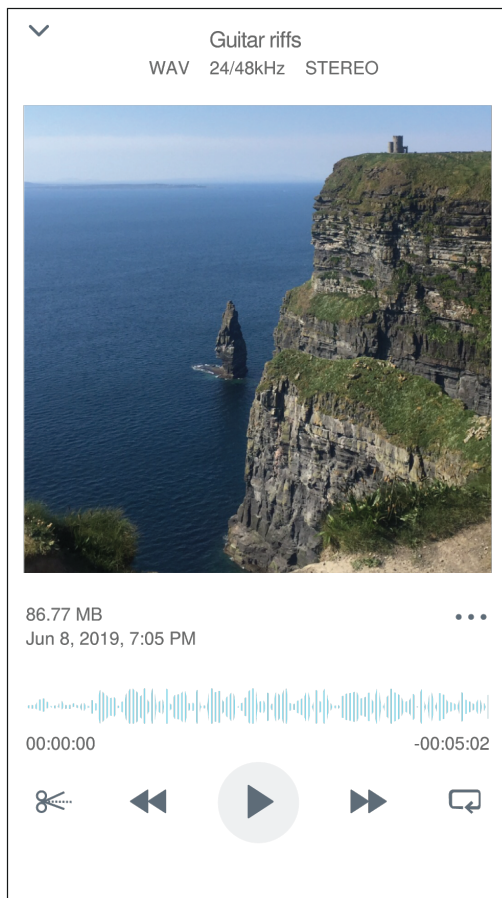 Guitar riffs
WAV 24/48kHz STEREO
86.77 MB
Jun 8, 2019, 7:05 PM
00:00:00 -00:05:02